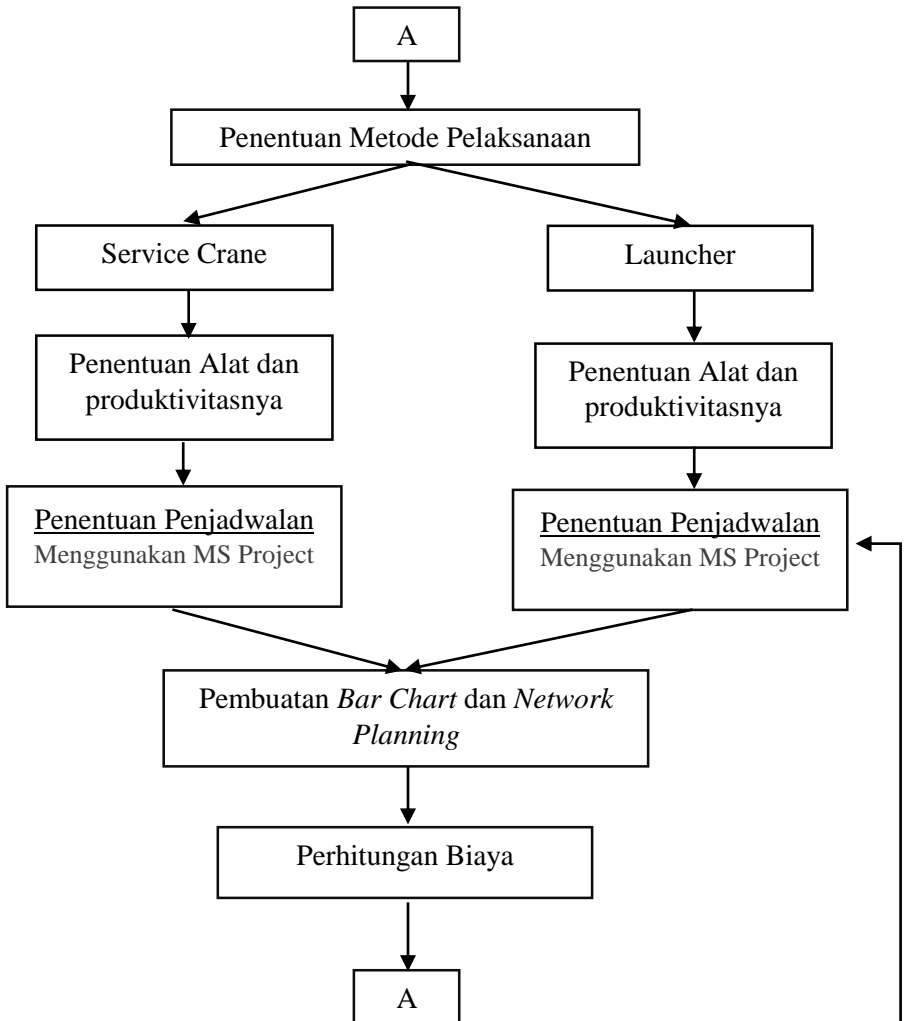 A
Penentuan Metode Pelaksanaan
Service Crane
Launcher
Penentuan Alat dan
produktivitasnya
Penentuan Alat dan
produktivitasnya
Penentuan Penjadwalan
Menggunakan MS Project
Penentuan Penjadwalan
Menggunakan MS Project
Pembuatan Bar Chart dan Network
Planning
Perhitungan Biaya
A